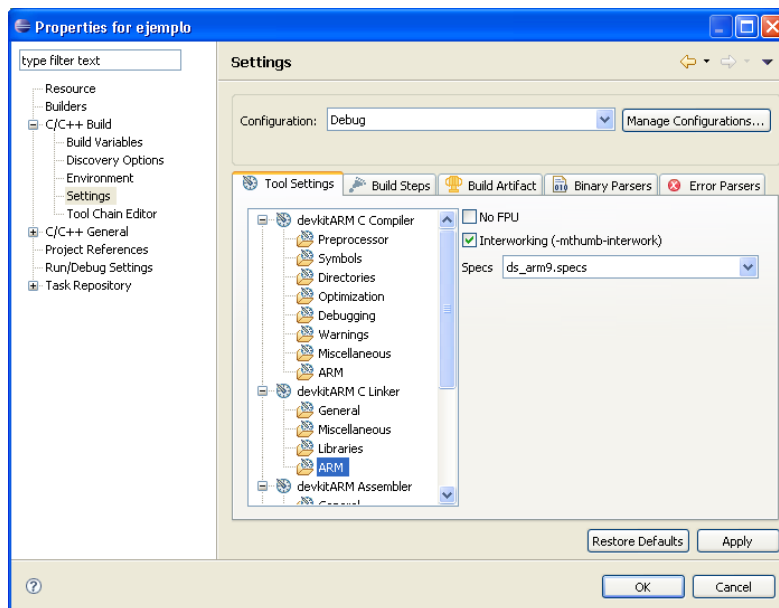 Properties for ejemplo
type filter text
Resource
Builders
C/C++ Build
Build Variables
Discovery Options
Environment
Settings
Tool Chain Editor
C/C++ General
Project References
Run/Debug Settings
Task Repository
Settings
Configuration: Debug Manage Configurations...
Tool Settings Build Steps Build Artifact Binary Parsers Error Parsers
devkitARM C Compiler
Preprocessor
Symbols
Directories
Optimization
Debugging
Warnings
Miscellaneous
ARM
devkitARM C Linker
General
Miscellaneous
Libraries
ARM
devkitARM Assembler
General
No FPU
Interworking (-mthumb-interwork)
Specs ds_arm9.specs
Restore Defaults Apply
OK Cancel